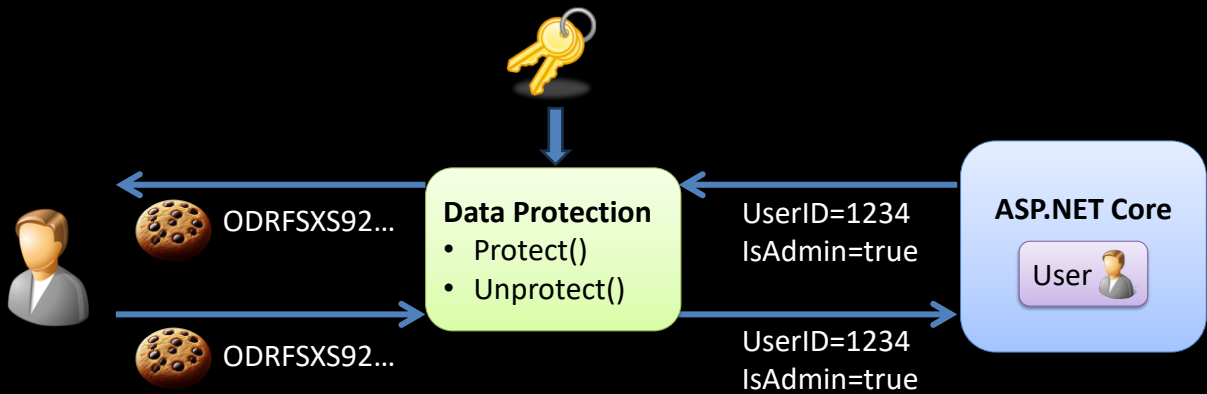 ODRFSXS92...
Data Protection
• Protect()
• Unprotect()
UserID=1234
IsAdmin=true
ASP.NET Core
User
ODRFSXS92...
UserID=1234
IsAdmin=true